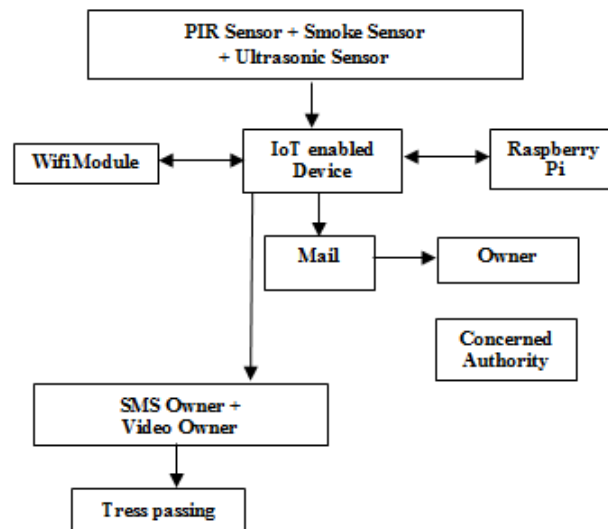 PIR Sensor + Smoke Sensor
+ Ultrasonic Sensor
WifiModule
IoT enabled
Device
Raspberry
Pi
Mail
Owner
Concerned
Authority
SMS Owner +
Video Owner
Tress passing